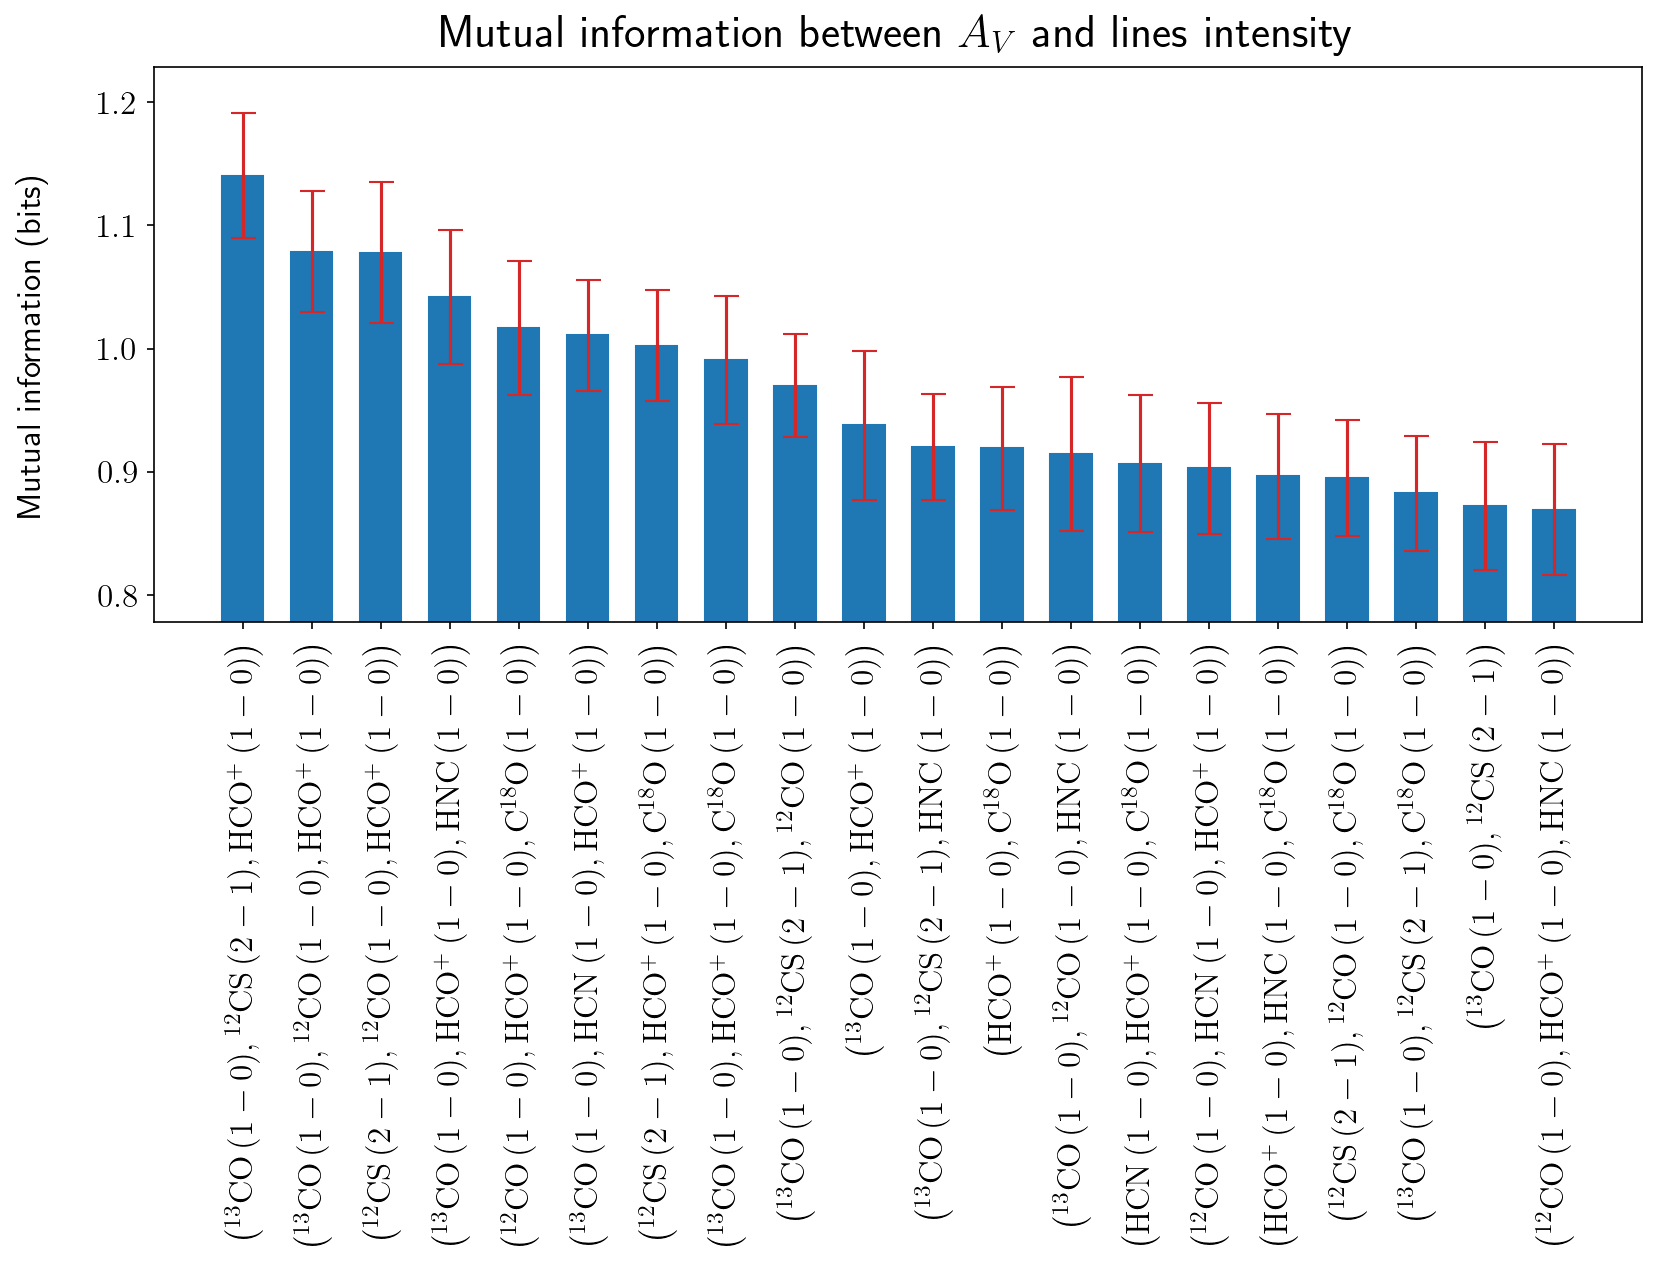 Mutual information between A_V and lines intensity
Mutual information (bits)
1.2
1.1
1.0
0.9
0.8
(¹³CO (1 − 0), ¹²CS (2 − 1), HCO⁺ (1 − 0))
(¹³CO (1 − 0), ¹²CO (1 − 0), HCO⁺ (1 − 0))
(¹²CS (2 − 1), ¹²CO (1 − 0), HCO⁺ (1 − 0))
(¹³CO (1 − 0), HCO⁺ (1 − 0), HNC (1 − 0))
(¹²CO (1 − 0), HCO⁺ (1 − 0), C¹⁸O (1 − 0))
(¹³CO (1 − 0), HCN (1 − 0), HCO⁺ (1 − 0))
(¹²CS (2 − 1), HCO⁺ (1 − 0), C¹⁸O (1 − 0))
(¹³CO (1 − 0), HCO⁺ (1 − 0), C¹⁸O (1 − 0))
(¹³CO (1 − 0), ¹²CS (2 − 1), ¹²CO (1 − 0))
(¹³CO (1 − 0), HCO⁺ (1 − 0))
(¹³CO (1 − 0), ¹²CS (2 − 1), HNC (1 − 0))
(HCO⁺ (1 − 0), C¹⁸O (1 − 0))
(¹³CO (1 − 0), ¹²CO (1 − 0), HNC (1 − 0))
(HCN (1 − 0), HCO⁺ (1 − 0), C¹⁸O (1 − 0))
(¹²CO (1 − 0), HCN (1 − 0), HCO⁺ (1 − 0))
(HCO⁺ (1 − 0), HNC (1 − 0), C¹⁸O (1 − 0))
(¹²CS (2 − 1), ¹²CO (1 − 0), C¹⁸O (1 − 0))
(¹³CO (1 − 0), ¹²CS (2 − 1), C¹⁸O (1 − 0))
(¹³CO (1 − 0), ¹²CS (2 − 1))
(¹²CO (1 − 0), HCO⁺ (1 − 0), HNC (1 − 0))